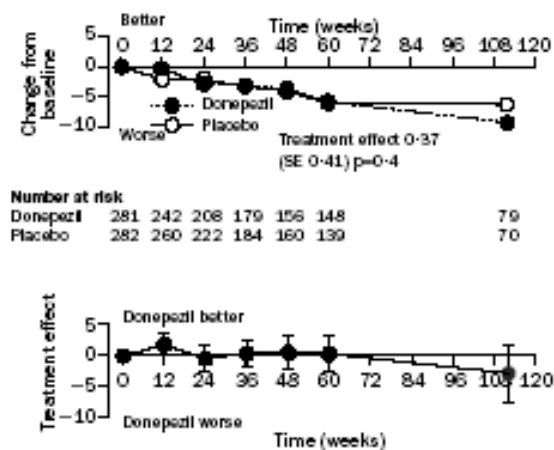 Better
Time (weeks)
5
0 12 24 36 48 60 72 84 96 108 120
0
-5
-10
Change from baseline
Donepezil
Placebo
Worse
Treatment effect 0·37
(SE 0·41) p=0·4
Number at risk
Donepezil 281 242 208 179 156 148 79
Placebo 282 260 222 184 160 139 70
Treatment effect
5
Donepezil better
0
0 12 24 36 48 60 72 84 96 108 120
-5
-10
Donepezil worse
Time (weeks)